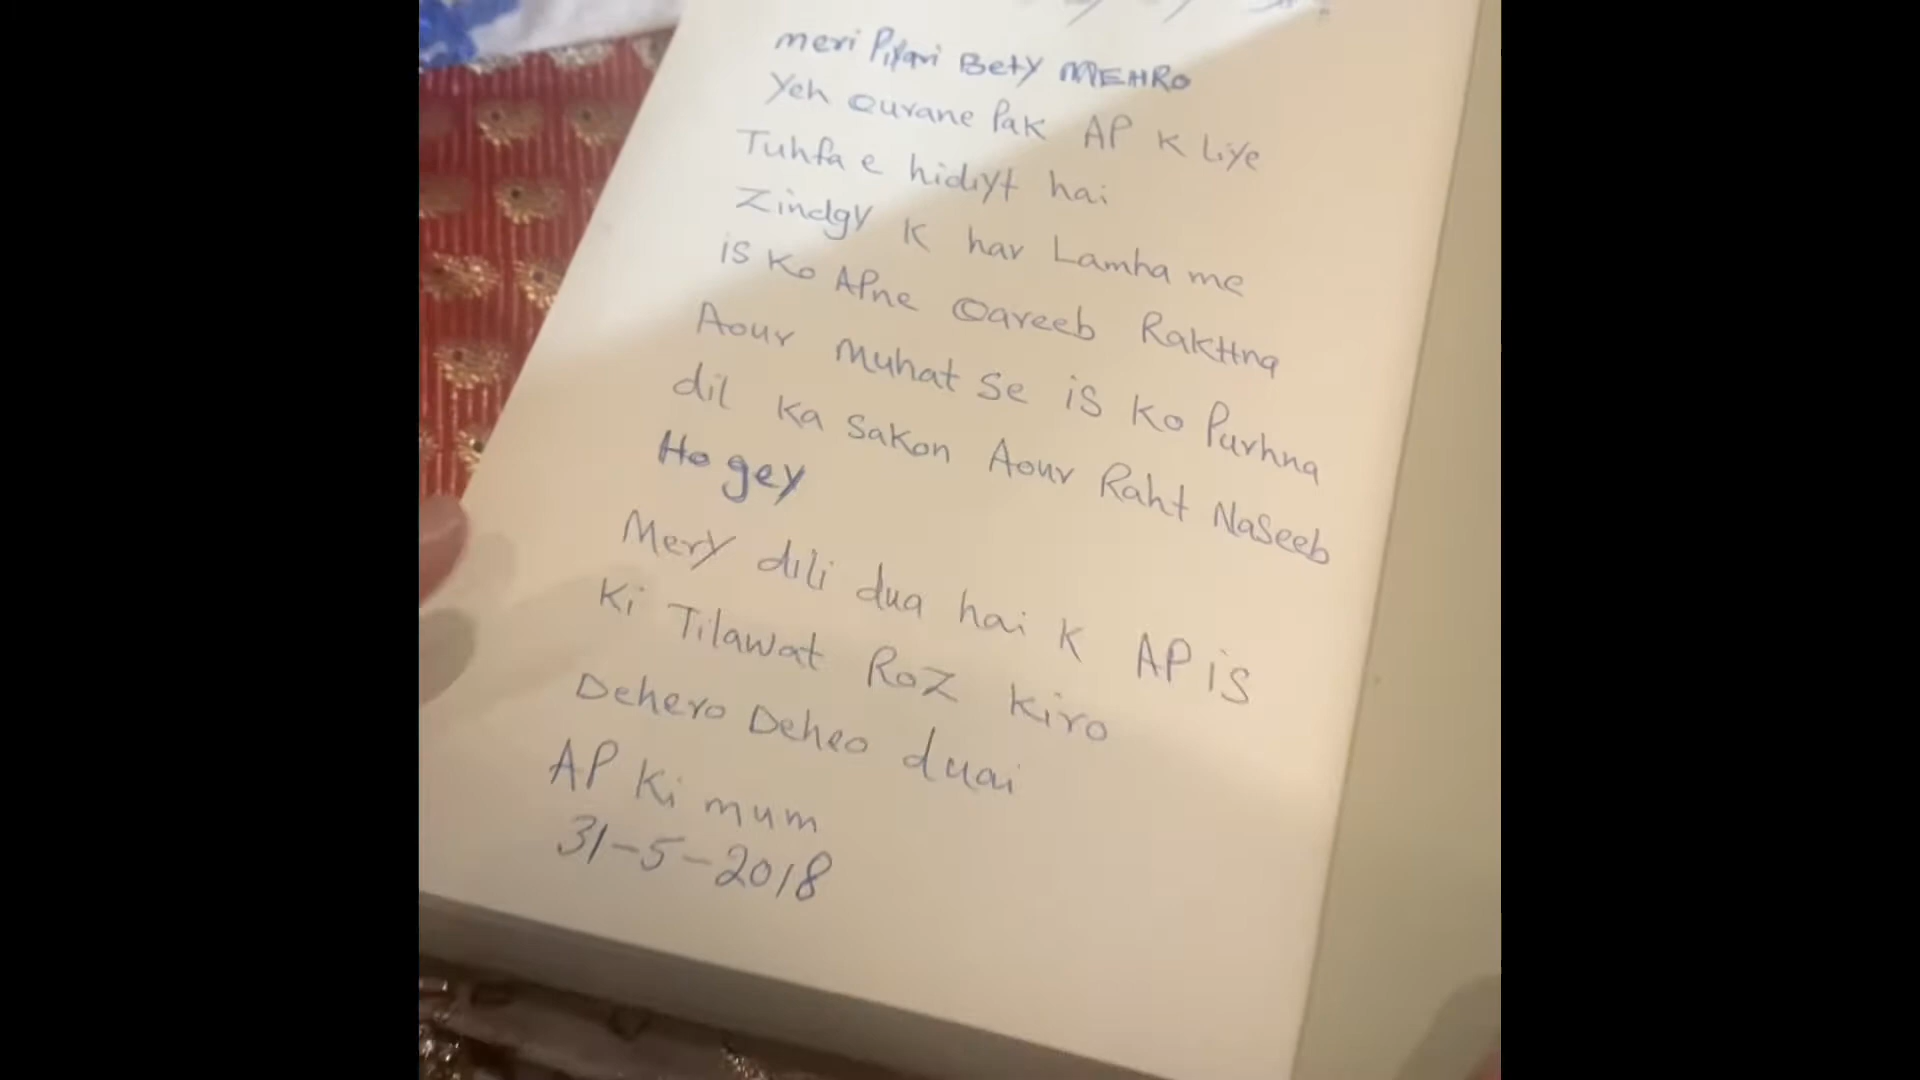 meri Piyari Bety MEHRO
Yeh Qurane Pak AP K Liye
Tuhfa e hidiyt hai
Zindgy K har Lamha me
is Ko APne Qareeb RaKHna
Aour Muhat Se is Ko Purhna
dil Ka SaKon Aour Raht NaSeeb
Ho gey
Mery dili dua hai K AP is
Ki Tilawat RoZ Kiro
Dehero Deheo duai
AP Ki mum
31-5-2018